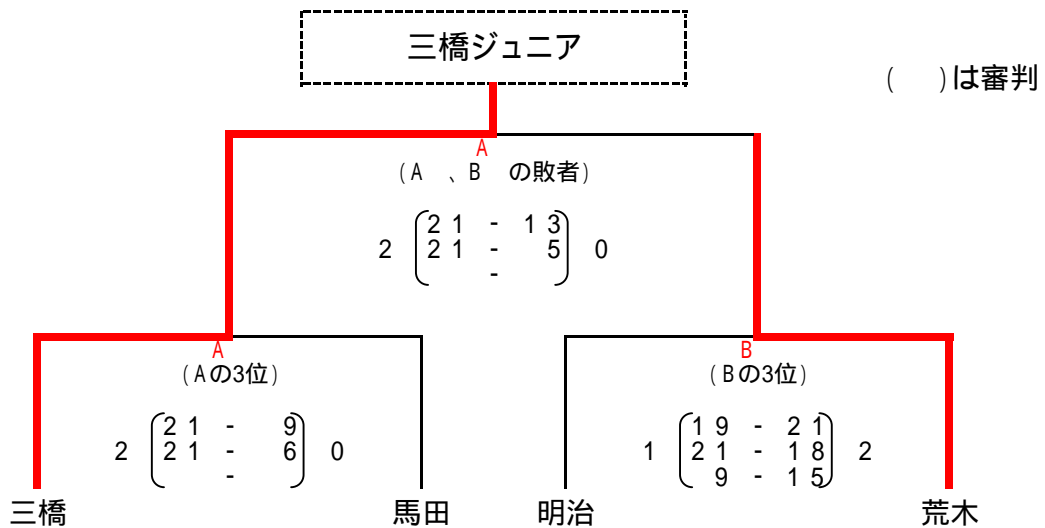 三橋ジュニア
(　)は審判
A
(A　、B　の敗者)
21 - 13
2 21 - 5 0
-
A
(Aの3位)
21 - 9
2 21 - 6 0
-
B
(Bの3位)
19 - 21
1 21 - 18 2
9 - 15
三橋 馬田 明治 荒木